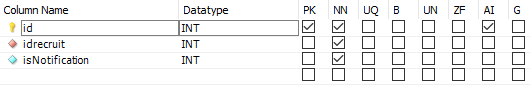 Column Name Datatype PK NN UQ B UN ZF AI G
id INT
idrecruit INT
isNotification INT